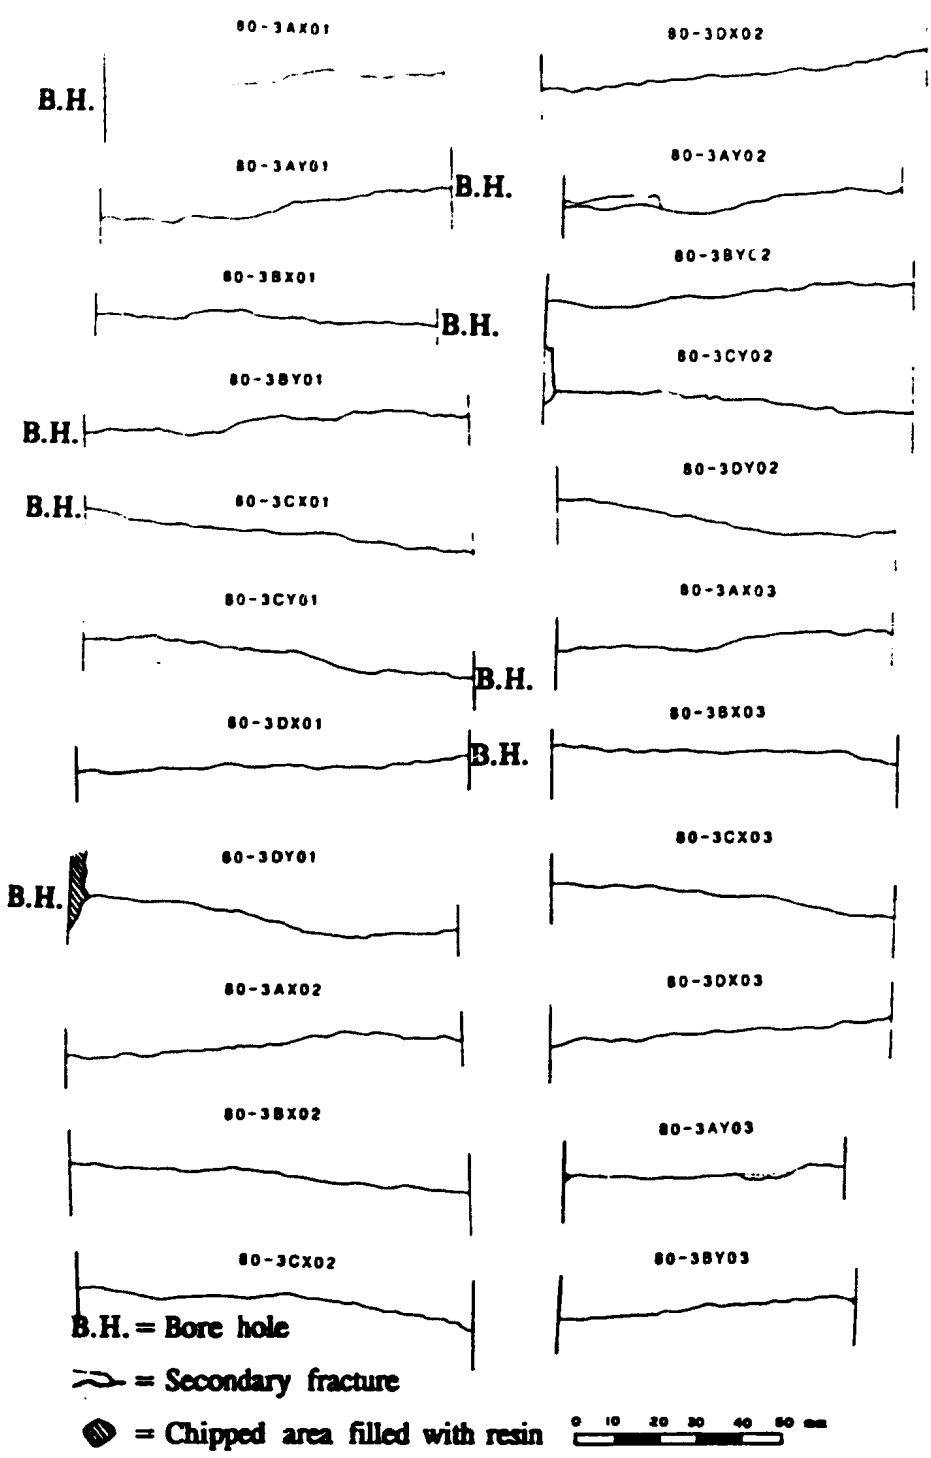 80-3AX01
B.H.
80-3AY01
B.H.
80-3BX01
B.H.
80-3BY01
B.H.
80-3CX01
B.H.
80-3CY01
B.H.
80-3DX01
B.H.
80-3DY01
B.H.
80-3AX02
80-3BX02
80-3CX02
80-3DX02
80-3AY02
80-3BY02
80-3CY02
80-3DY02
80-3AX03
80-3BX03
80-3CX03
80-3DX03
80-3AY03
80-3BY03
B.H. = Bore hole
= Secondary fracture
= Chipped area filled with resin
0 10 20 30 40 50 mm